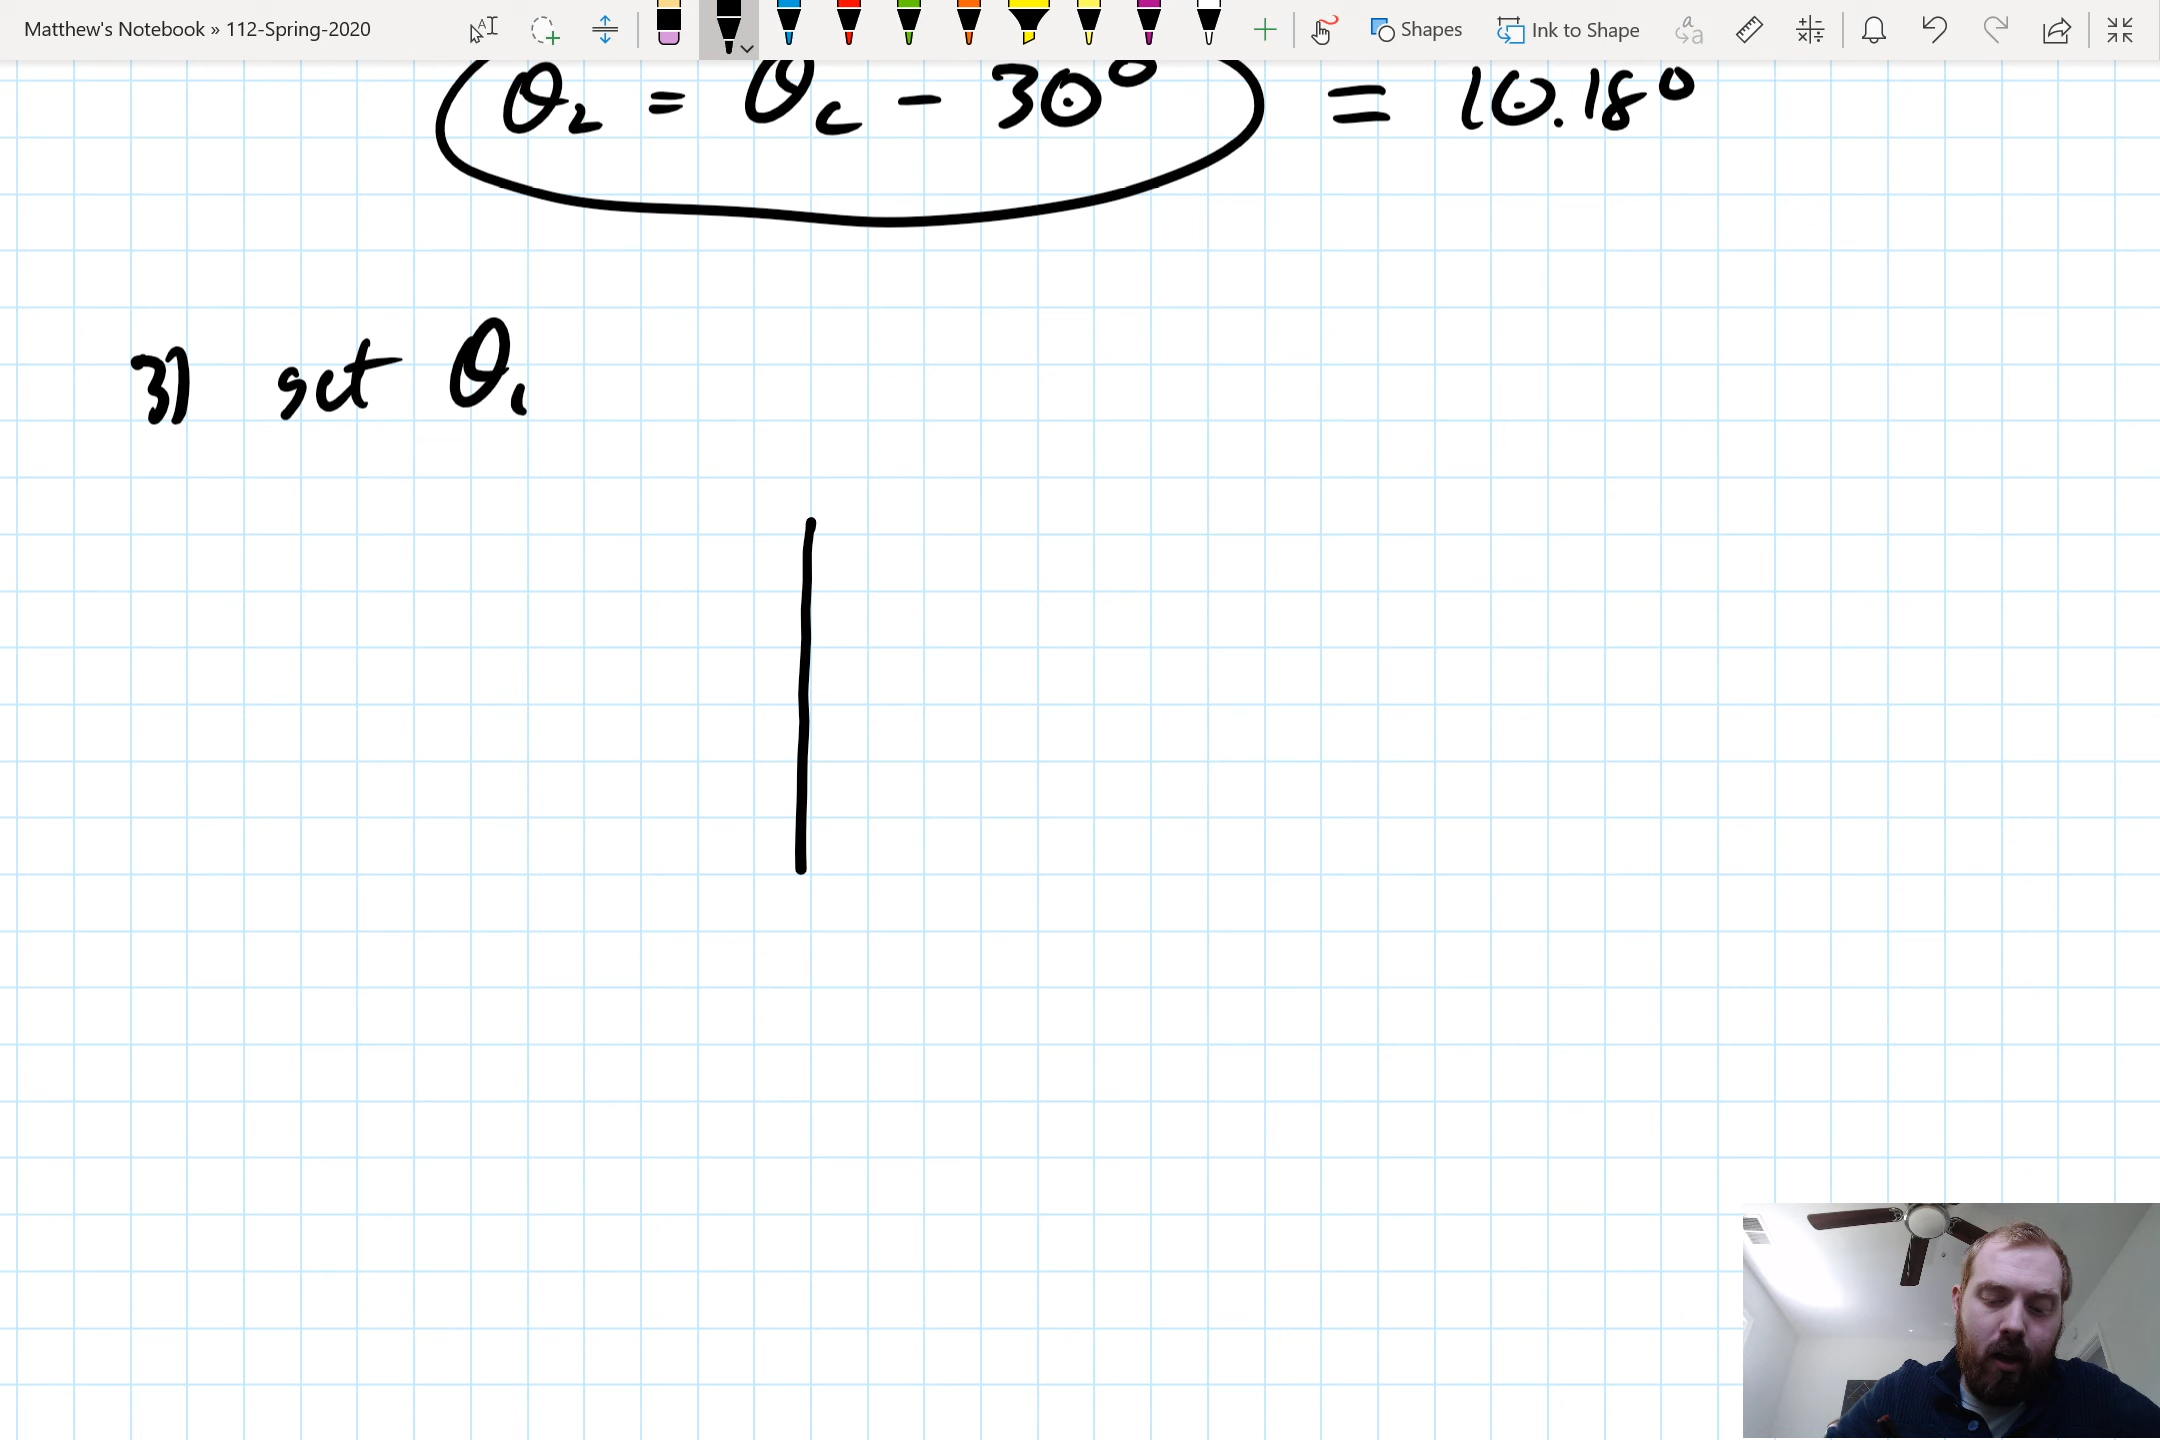 Matthew's Notebook » 112-Spring-2020
Shapes
Ink to Shape
θ₂ = θc - 30° = 10.18°
3) set θ₁